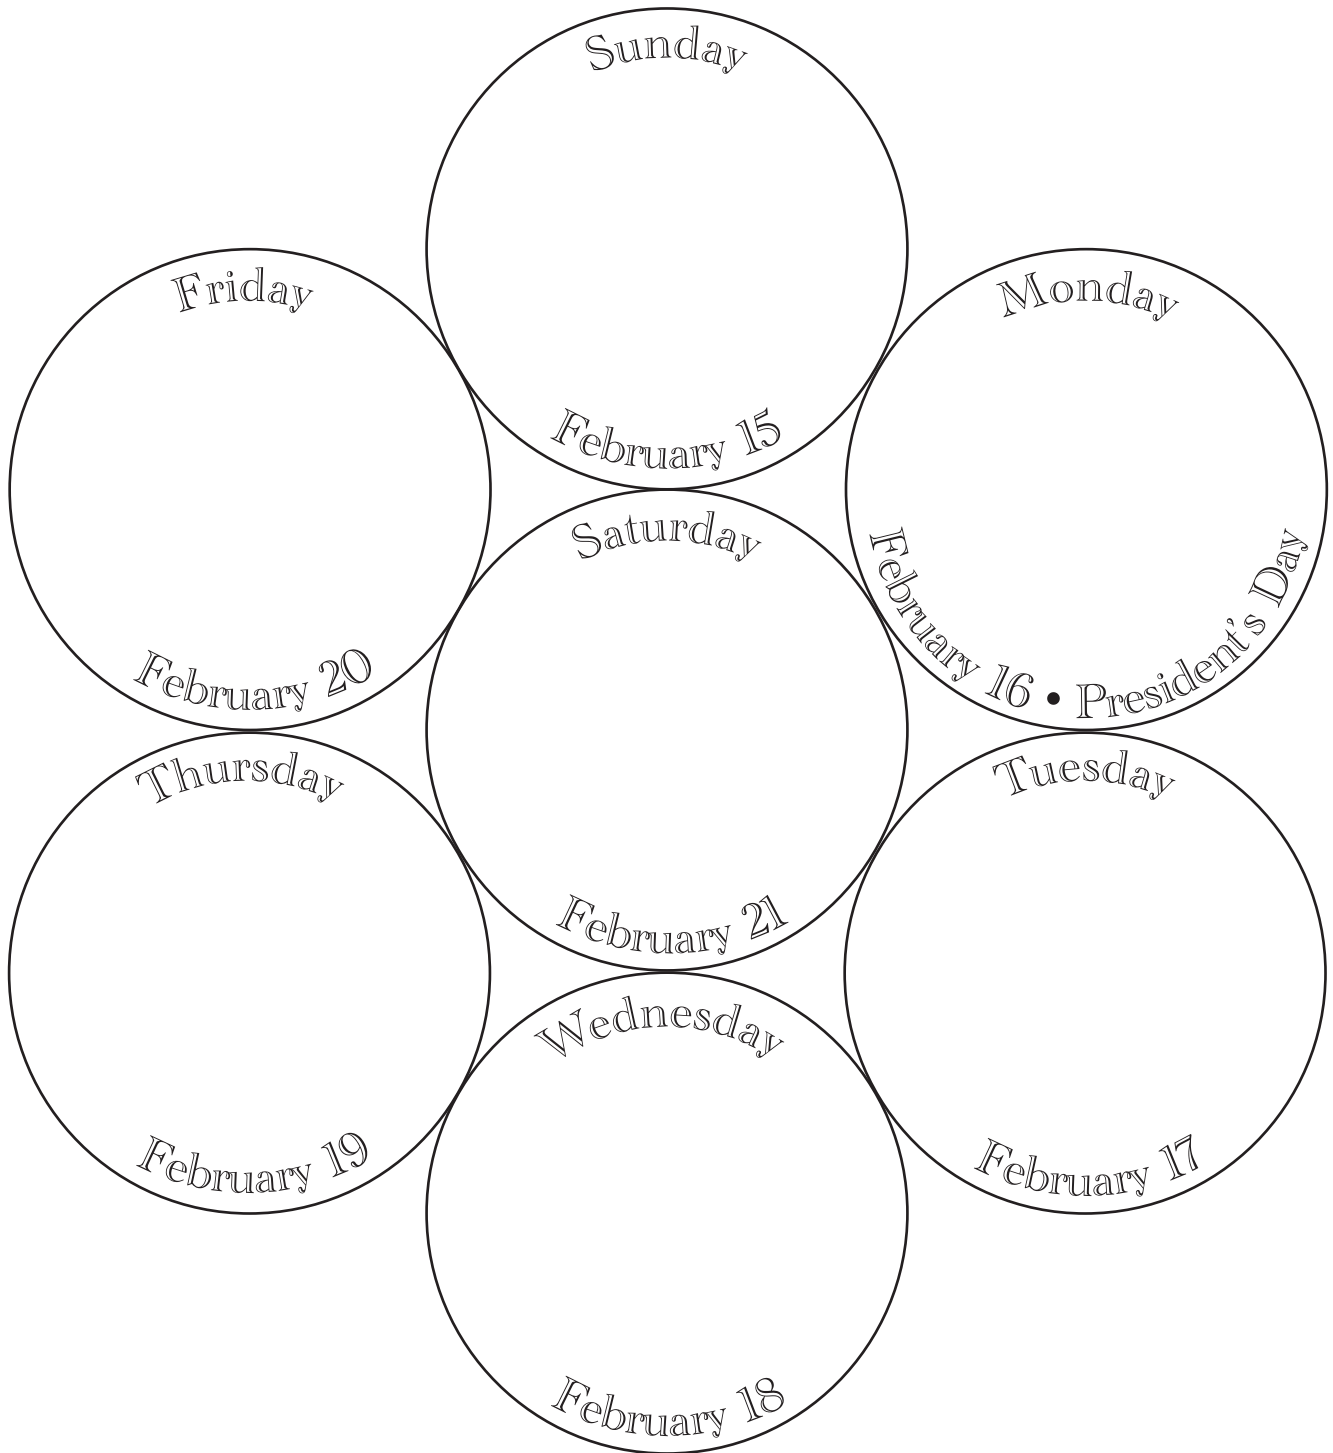 Sunday
February 15
Monday
February 16 • President's Day
Tuesday
February 17
Wednesday
February 18
Thursday
February 19
Friday
February 20
Saturday
February 21